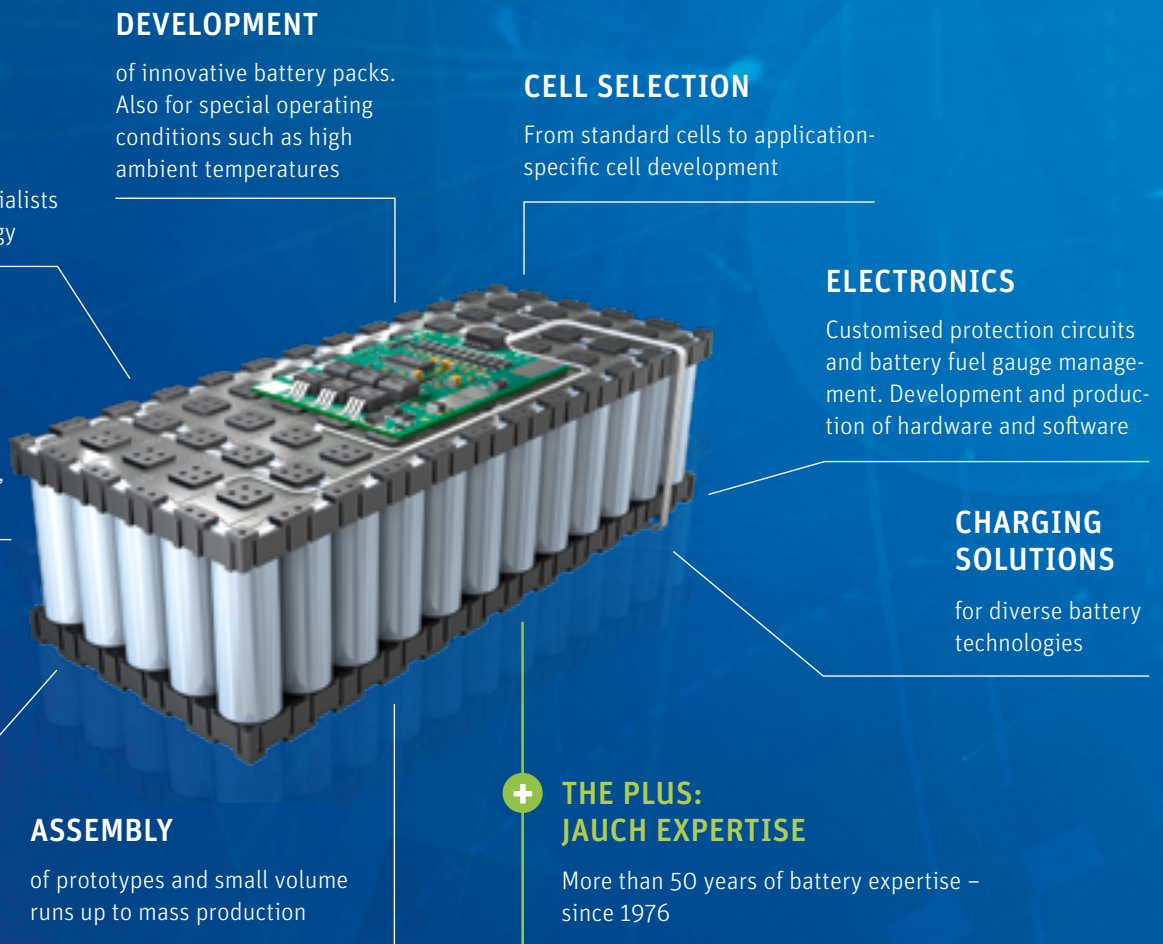 DEVELOPMENT
of innovative battery packs.
Also for special operating
conditions such as high
ambient temperatures
CELL SELECTION
From standard cells to application-
specific cell development
ELECTRONICS
Customised protection circuits
and battery fuel gauge manage-
ment. Development and produc-
tion of hardware and software
CHARGING
SOLUTIONS
for diverse battery
technologies
ASSEMBLY
of prototypes and small volume
runs up to mass production
THE PLUS:
JAUCH EXPERTISE
More than 50 years of battery expertise –
since 1976